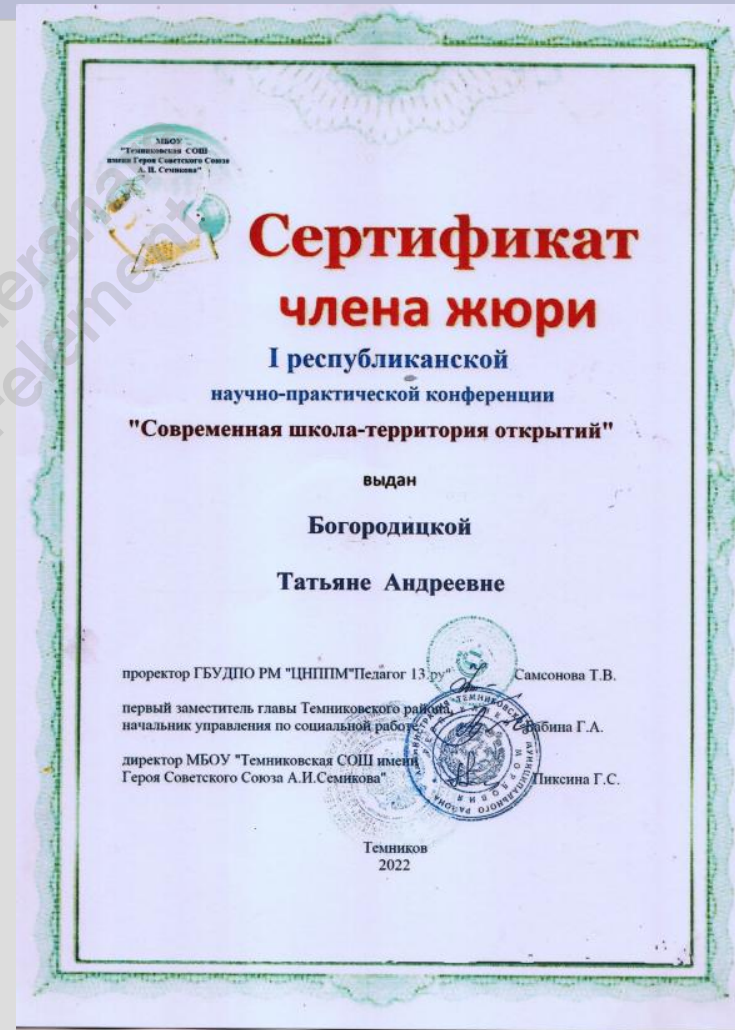 МБОУ
"Темниковская СОШ
имени Героя Советского Союза
А. И. Семикова"
Сертификат
члена жюри
I республиканской
научно-практической конференции
"Современная школа-территория открытий"
выдан
Богородицкой
Татьяне Андреевне
проректор ГБУДПО РМ "ЦНППМ"Педагог 13.ру" Самсонова Т.В.
первый заместитель главы Темниковского района,
начальник управления по социальной работе Бабина Г.А.
директор МБОУ "Темниковская СОШ имени
Героя Советского Союза А.И.Семикова" Пиксина Г.С.
Темников
2022